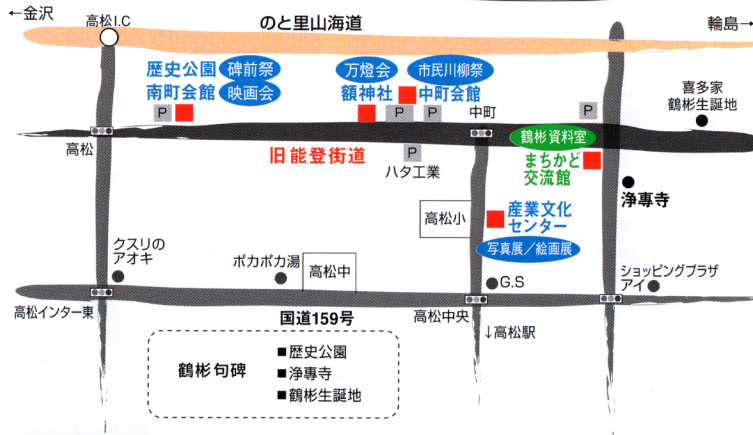 ←金沢
高松I.C
のと里山海道
輪島→
歴史公園
碑前祭
南町会館
映画会
万燈会
市民川柳祭
額神社
中町会館
喜多家
鶴彬生誕地
P
P
P
中町
P
鶴彬資料室
高松
旧能登街道
P
ハタ工業
まちかど
交流館
浄専寺
高松小
産業文化
センター
写真展/絵画展
クスリの
アオキ
ポカポカ湯
高松中
G.S
ショッピングプラザ
アイ
高松インター東
国道159号
高松中央
↓高松駅
鶴彬句碑
■歴史公園
■浄専寺
■鶴彬生誕地